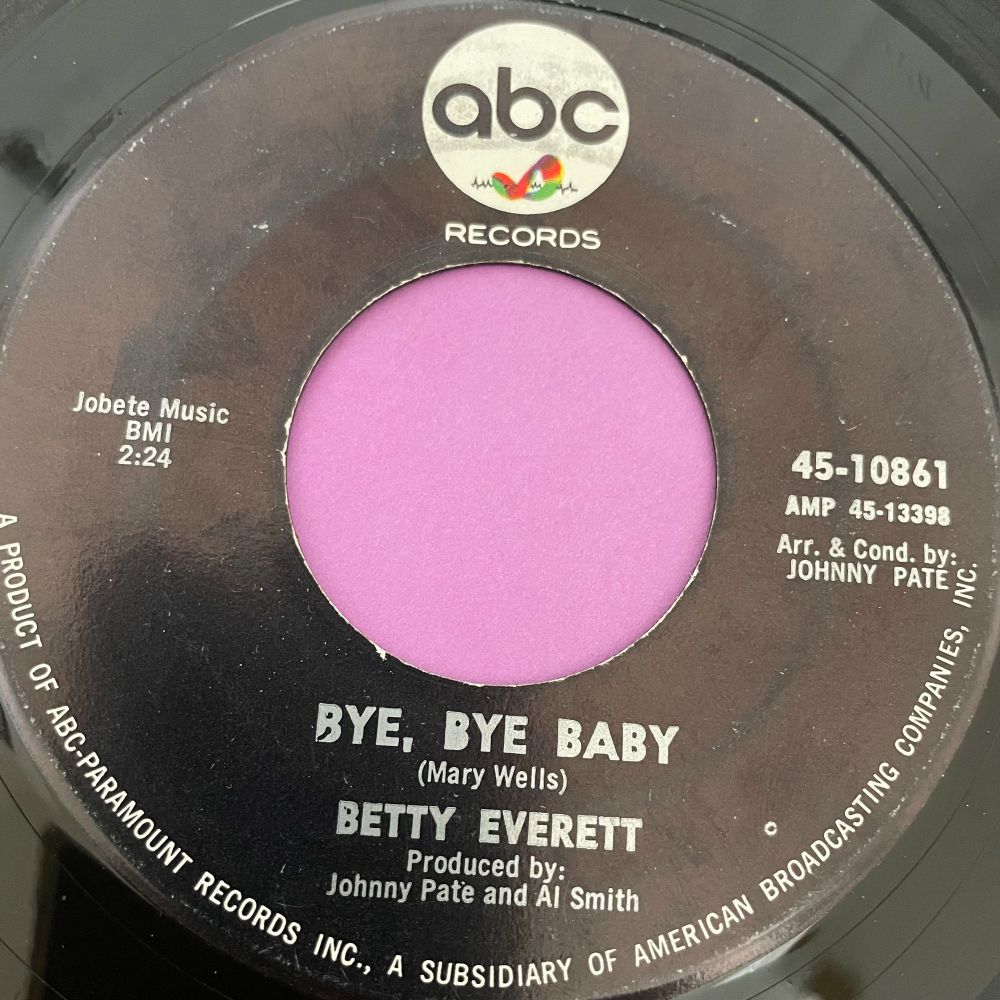 abc
RECORDS
Jobete Music
BMI
2:24
45-10861
AMP 45-13398
Arr. & Cond. by:
JOHNNY PATE
BYE, BYE BABY
(Mary Wells)
BETTY EVERETT
Produced by:
Johnny Pate and Al Smith
A PRODUCT OF ABC-PARAMOUNT RECORDS INC., A SUBSIDIARY OF AMERICAN BROADCASTING COMPANIES, INC.